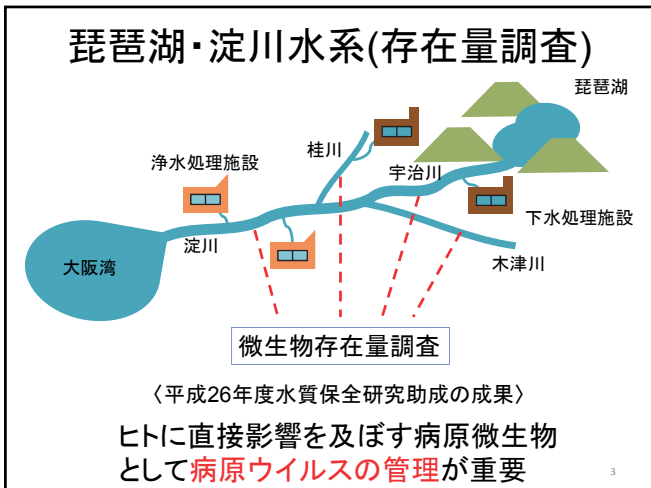 琵琶湖・淀川水系(存在量調査)
琵琶湖
桂川
浄水処理施設
宇治川
下水処理施設
淀川
木津川
大阪湾
微生物存在量調査
〈平成26年度水質保全研究助成の成果〉
ヒトに直接影響を及ぼす病原微生物
として病原ウイルスの管理が重要
3